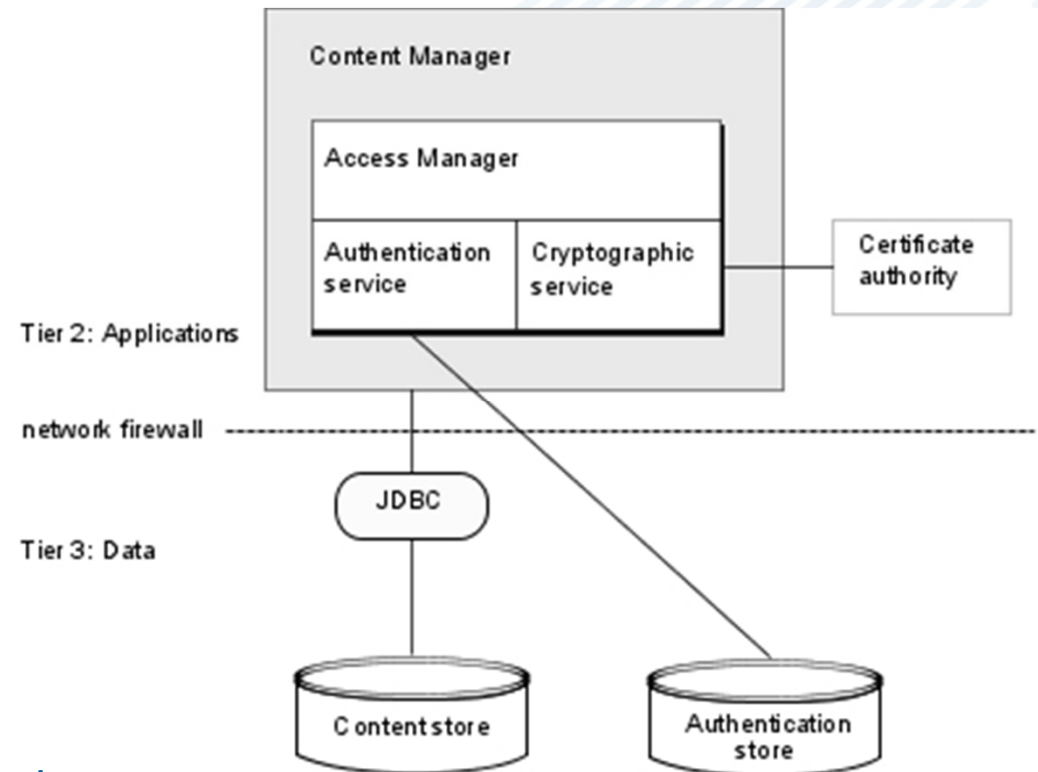 Content Manager
Access Manager
Authentication
service
Cryptographic
service
Certificate
authority
Tier 2: Applications
network firewall
JDBC
Tier 3: Data
Content store
Authentication
store